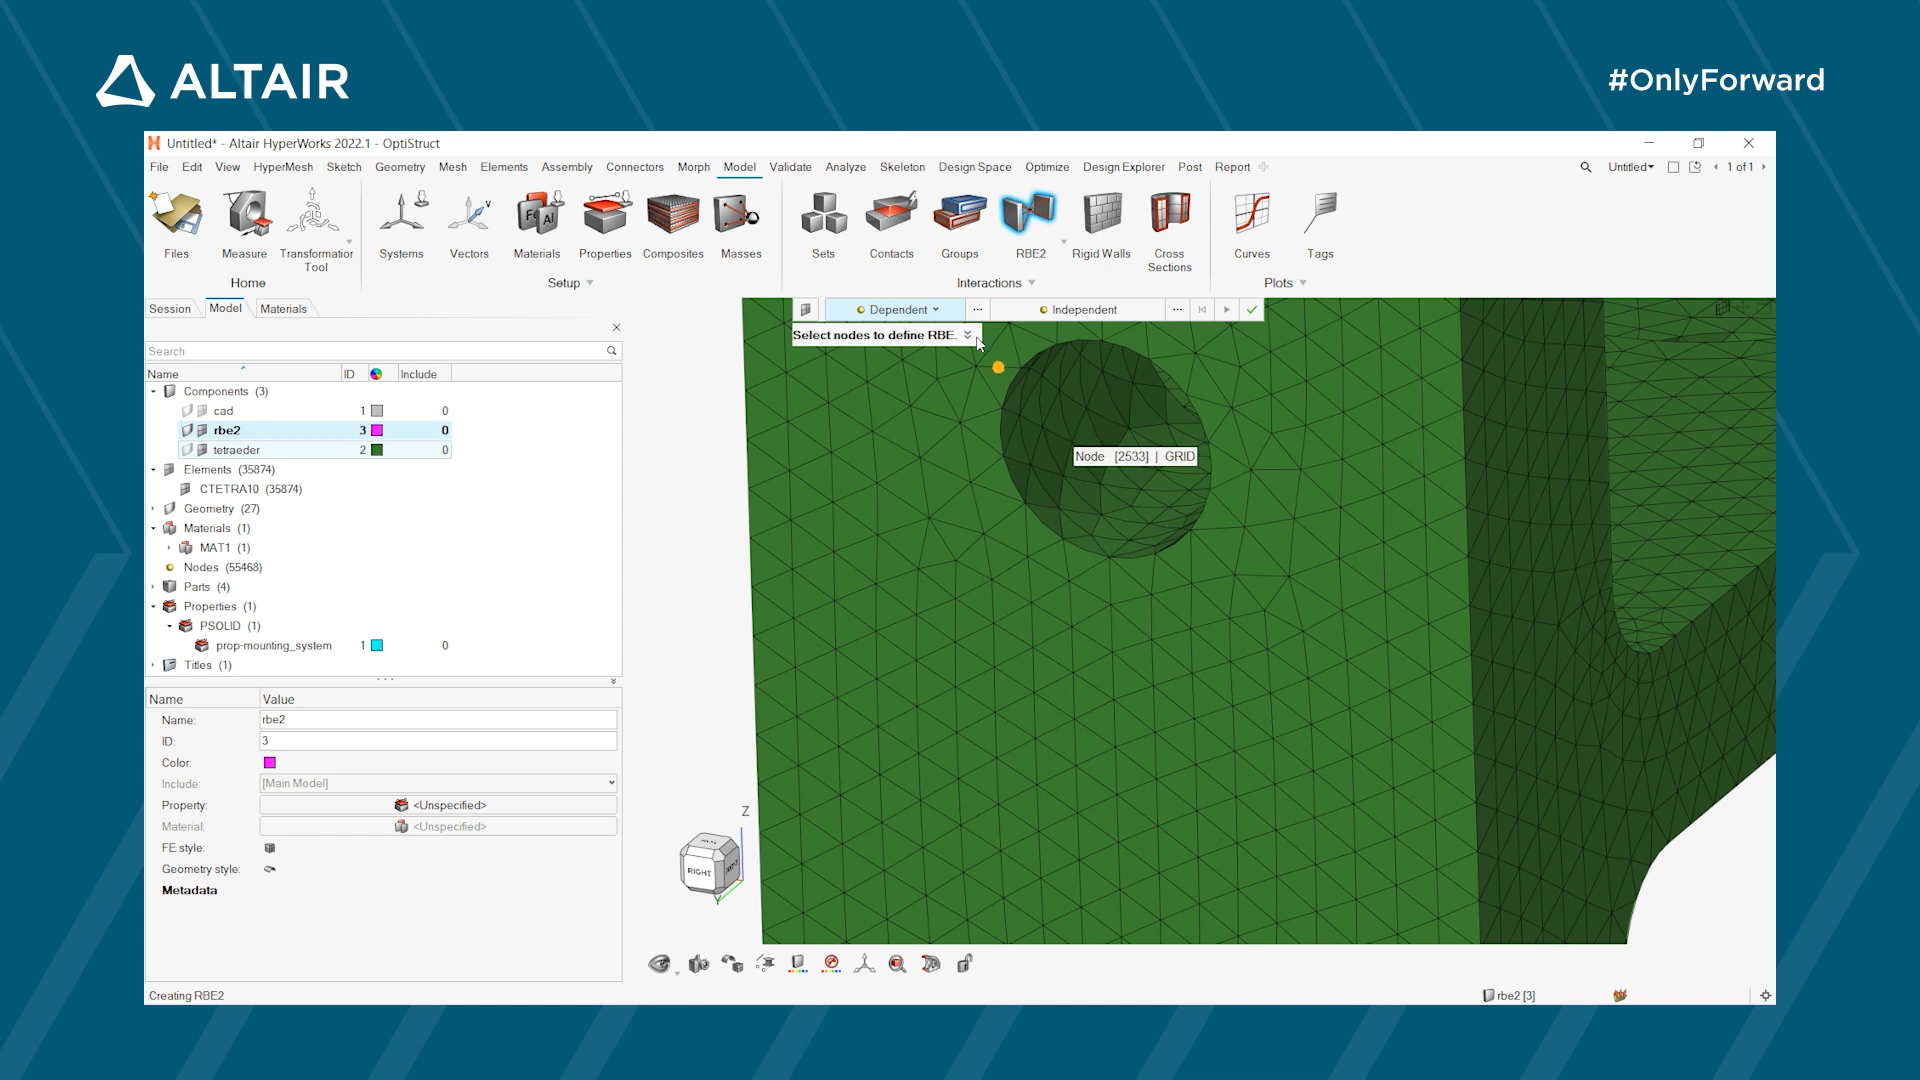 ALTAIR
#OnlyForward
Untitled* - Altair HyperWorks 2022.1 - OptiStruct
File Edit View HyperMesh Sketch Geometry Mesh Elements Assembly Connectors Morph Model Validate Analyze Skeleton Design Space Optimize Design Explorer Post Report Untitled 1 of 1
Fe Al
V
Files Measure Transformation Tool Systems Vectors Materials Properties Composites Masses Sets Contacts Groups RBE2 Rigid Walls Cross Sections Curves Tags
Home Setup Interactions Plots
Session Model Materials
Dependent ... Independent ...
Select nodes to define RBE.
Search
Name ID Include
Components (3)
cad 1 0
rbe2 3 0
tetraeder 2 0
Node [2533] | GRID
Elements (35874)
CTETRA10 (35874)
Geometry (27)
Materials (1)
MAT1 (1)
Nodes (55468)
Parts (4)
Properties (1)
PSOLID (1)
prop-mounting_system 1 0
Titles (1)
Name Value
Name: rbe2
ID: 3
Color:
Include: [Main Model]
Property: <Unspecified>
Material: <Unspecified>
FE style:
Geometry style:
Metadata
Z
RIGHT
Y
Creating RBE2
rbe2 [3]